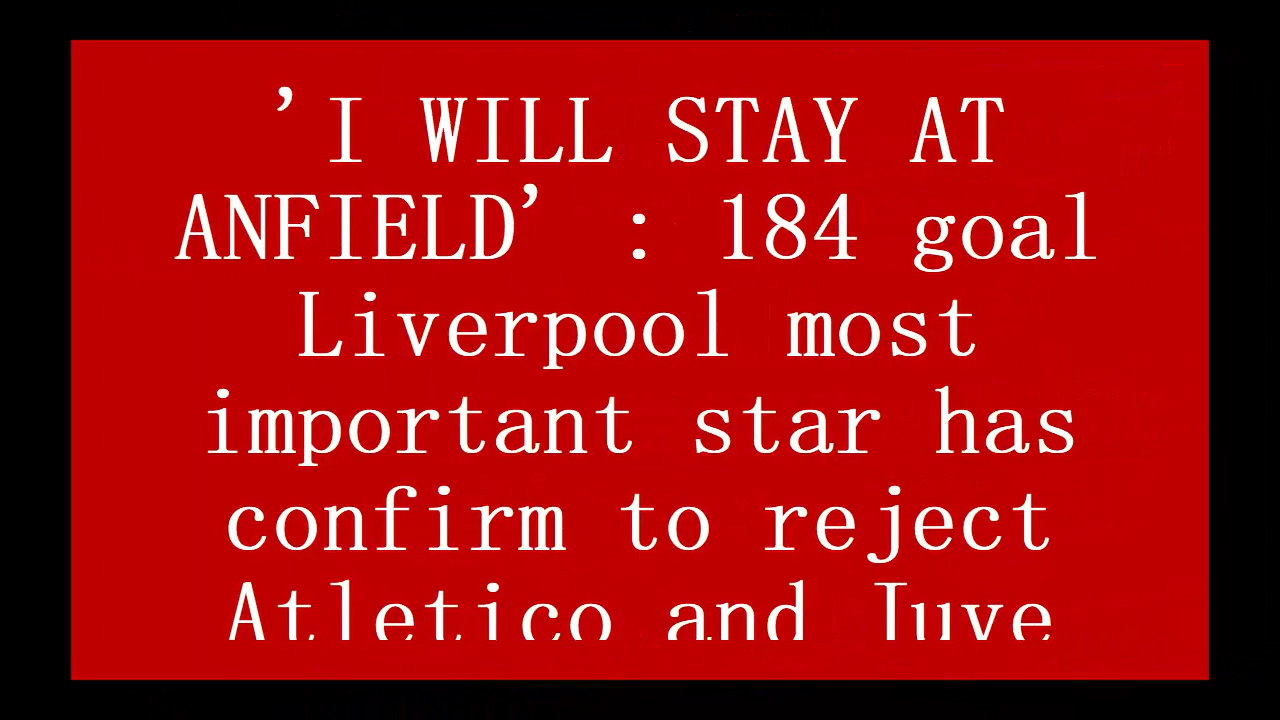 ’I WILL STAY AT
ANFIELD’ : 184 goal
Liverpool most
important star has
confirm to reject
Atletico and Juve